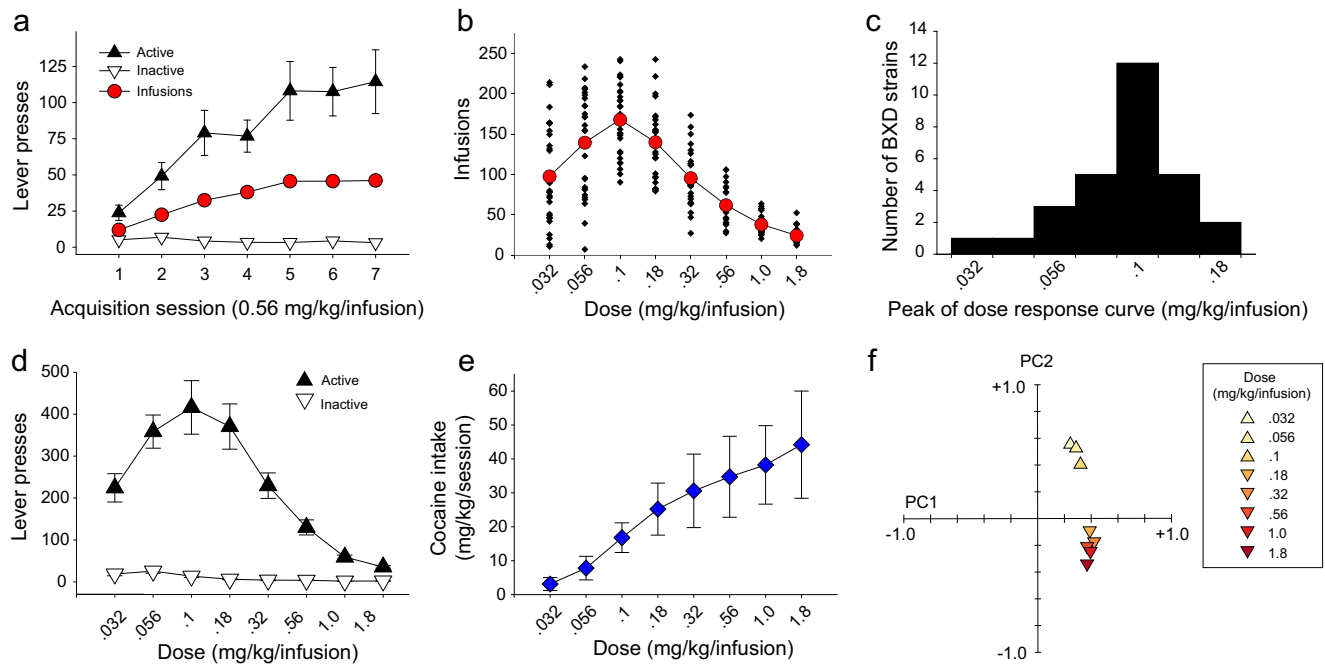 a
Active
Inactive
Infusions
Lever presses
125
100
75
50
25
0
1 2 3 4 5 6 7
Acquisition session (0.56 mg/kg/infusion)
b
Infusions
250
200
150
100
50
0
.032 .056 .1 .18 .32 .56 1.0 1.8
Dose (mg/kg/infusion)
c
Number of BXD strains
14
12
10
8
6
4
2
0
.032 .056 .1 .18
Peak of dose response curve (mg/kg/infusion)
d
Active
Inactive
Lever presses
500
400
300
200
100
0
.032 .056 .1 .18 .32 .56 1.0 1.8
Dose (mg/kg/infusion)
e
Cocaine intake
(mg/kg/session)
60
50
40
30
20
10
0
.032 .056 .1 .18 .32 .56 1.0 1.8
Dose (mg/kg/infusion)
f
PC2
+1.0
PC1
-1.0 +1.0
-1.0
Dose
(mg/kg/infusion)
.032
.056
.1
.18
.32
.56
1.0
1.8